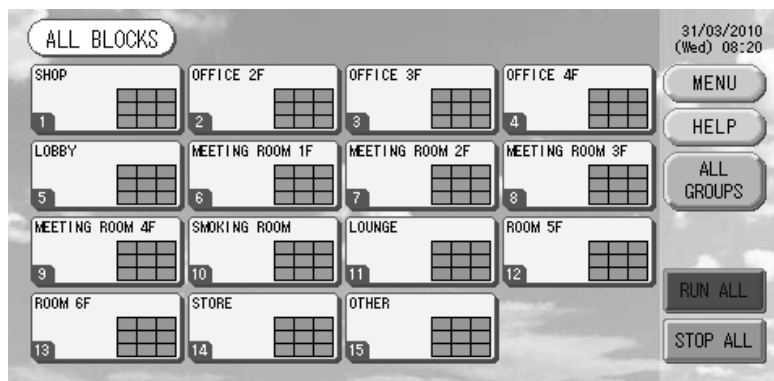 ALL BLOCKS
31/03/2010
(Wed) 08:20
SHOP
1
OFFICE 2F
2
OFFICE 3F
3
OFFICE 4F
4
MENU
HELP
LOBBY
5
MEETING ROOM 1F
6
MEETING ROOM 2F
7
MEETING ROOM 3F
8
ALL
GROUPS
MEETING ROOM 4F
9
SMOKING ROOM
10
LOUNGE
11
ROOM 5F
12
ROOM 6F
13
STORE
14
OTHER
15
RUN ALL
STOP ALL